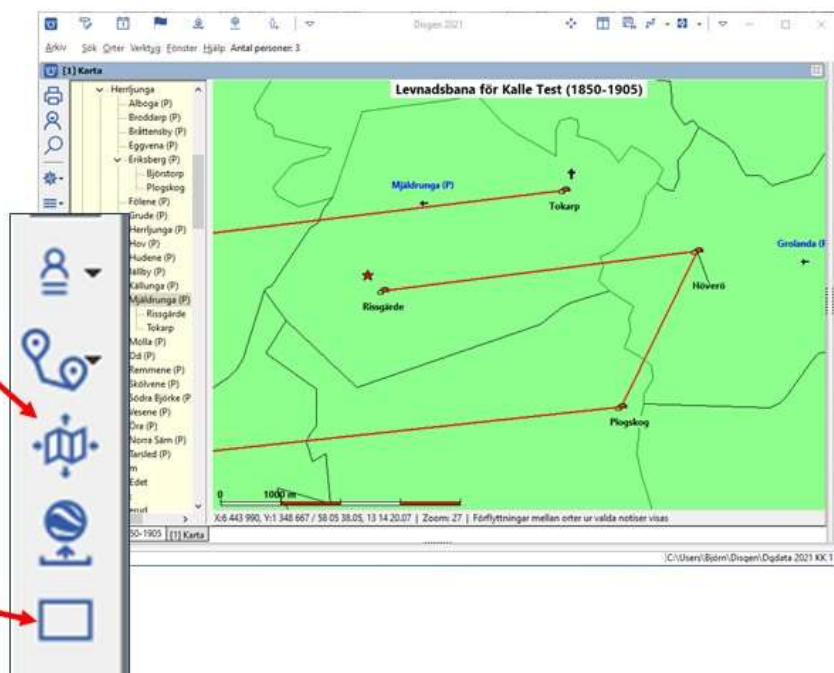 Disgen 2021
Arkiv Sök Orter Verktyg Fönster Hjälp Antal personer: 3
[1] Karta
Herrljunga
Alboga (P)
Broddarp (P)
Bråttensby (P)
Eggvena (P)
Eriksberg (P)
Björstorp
Plogskog
Fölene (P)
Grude (P)
Herrljunga (P)
Hov (P)
Hudene (P)
Jällby (P)
Källunga (P)
Mjäldrunga (P)
Rissgärde
Tokarp
Molla (P)
Od (P)
Remmene (P)
Skölvene (P)
Södra Björke (P
Vesene (P)
Öra (P)
Norra Säm (P)
Tarsled (P)
Edet
Levnadsbana för Kalle Test (1850-1905)
Mjäldrunga (P)
Tokarp
Grolanda (P
Höverö
Rissgärde
Plogskog
0 1000 m
X:6 443 990, Y:1 348 667 / 58 05 38.05, 13 14 20.07 | Zoom: 27 | Förflyttningar mellan orter ur valda notiser visas
50-1905 [1] Karta
C:\Users\Björn\Disgen\Dgdata 2021 KK 1